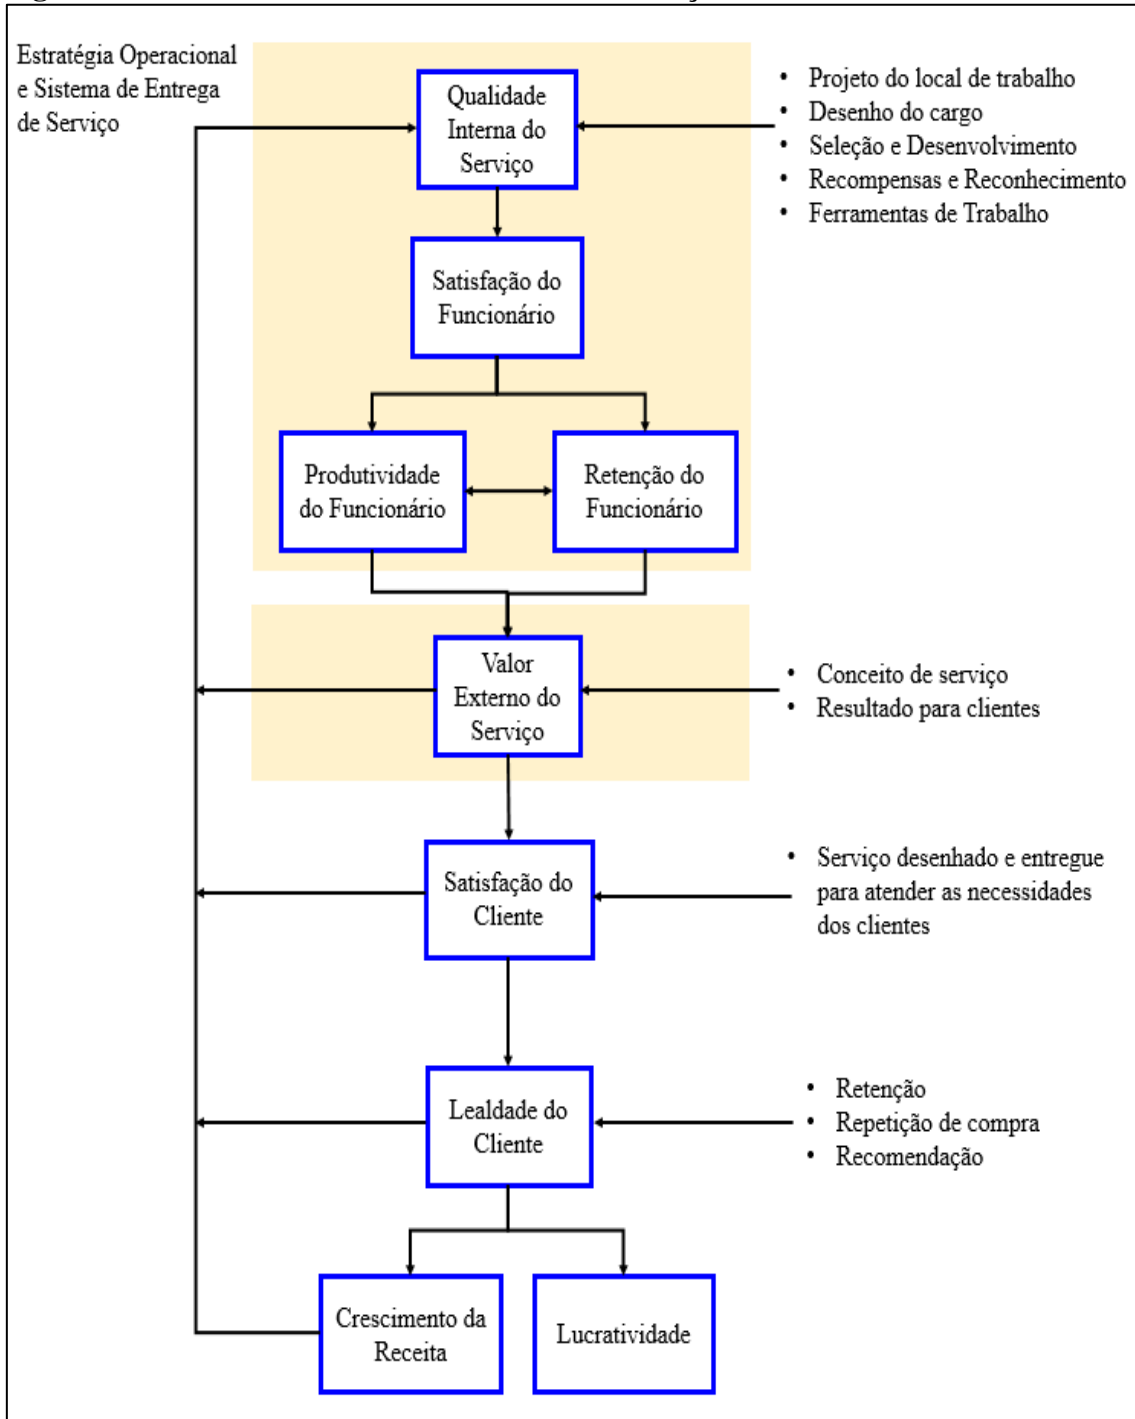 Estratégia Operacional
e Sistema de Entrega
de Serviço
Qualidade
Interna do
Serviço
• Projeto do local de trabalho
• Desenho do cargo
• Seleção e Desenvolvimento
• Recompensas e Reconhecimento
• Ferramentas de Trabalho
Satisfação do
Funcionário
Produtividade
do Funcionário
Retenção do
Funcionário
Valor
Externo do
Serviço
• Conceito de serviço
• Resultado para clientes
Satisfação do
Cliente
• Serviço desenhado e entregue
para atender as necessidades
dos clientes
Lealdade do
Cliente
• Retenção
• Repetição de compra
• Recomendação
Crescimento da
Receita
Lucratividade